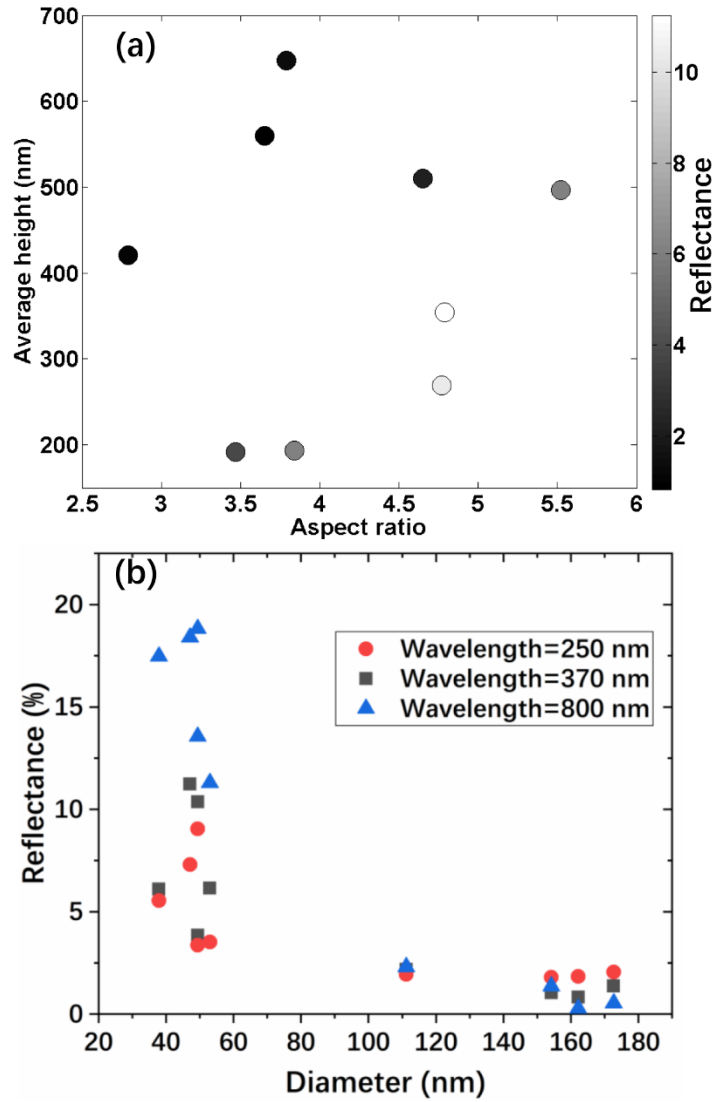 (a)
Average height (nm)
700
600
500
400
300
200
2.5 3 3.5 4 4.5 5 5.5 6
Aspect ratio
10
8
6
4
2
Reflectance
(b)
Reflectance (%)
20
15
10
5
0
Wavelength=250 nm
Wavelength=370 nm
Wavelength=800 nm
20 40 60 80 100 120 140 160 180
Diameter (nm)